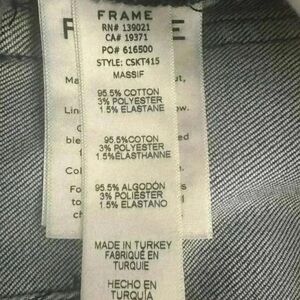 FRAME
RN# 139021
CA# 19371
PO# 616500
STYLE: CSKT415
MASSIF
95.5% COTTON
3% POLYESTER
1.5% ELASTANE
95.5%COTON
3% POLYESTER
1.5%ELASTHANNE
95.5% ALGODÓN
3% POLIÉSTER
1.5% ELASTANO
MADE IN TURKEY
FABRIQUÉ EN
TURQUIE
HECHO EN
TURQUÍA